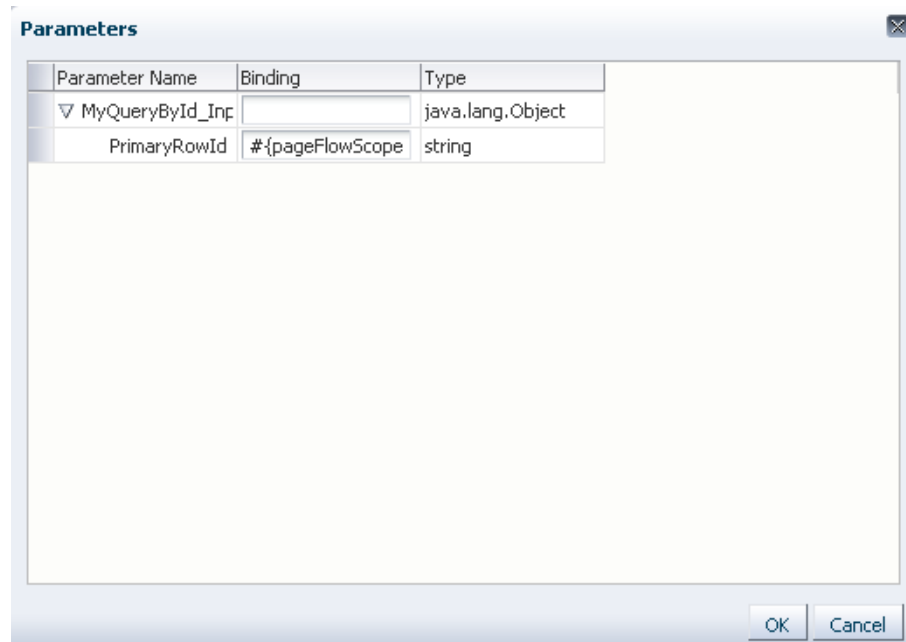 Parameters
Parameter Name Binding Type
MyQueryById_Inp java.lang.Object
PrimaryRowId #{pageFlowScope string
OK Cancel